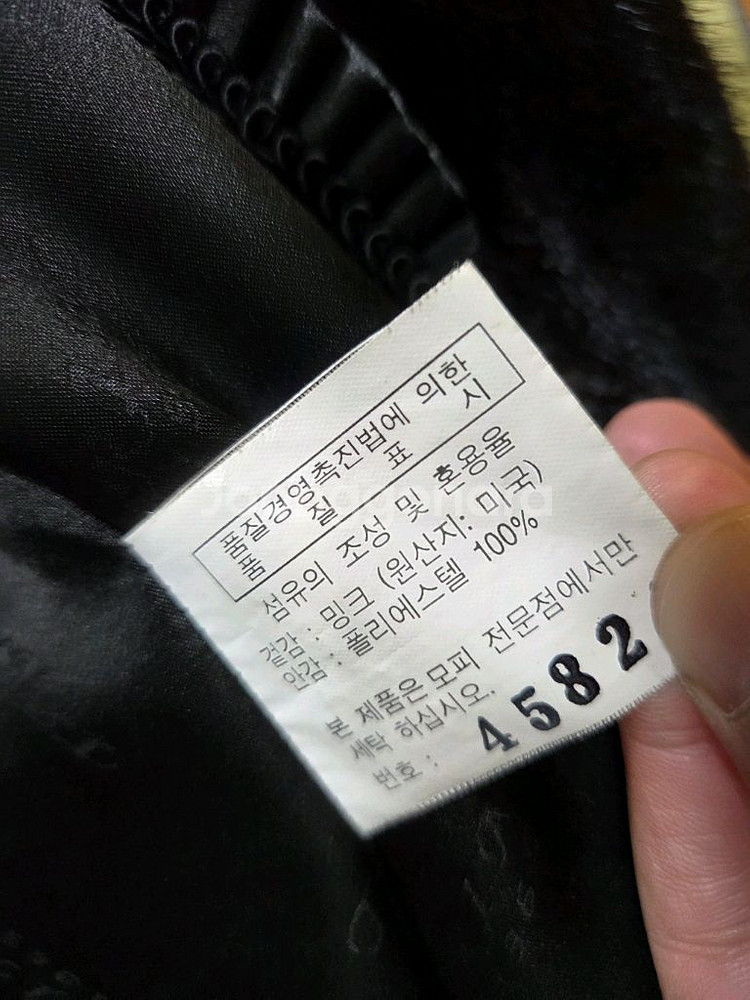 품질경영촉진법에 의한
품 질 표 시
섬유의 조성 및 혼용율
겉감 : 밍크 (원산지: 미국)
안감 : 폴리에스텔 100%
본 제품은 모피 전문점에서만
세탁 하십시오.
번호 : 4582